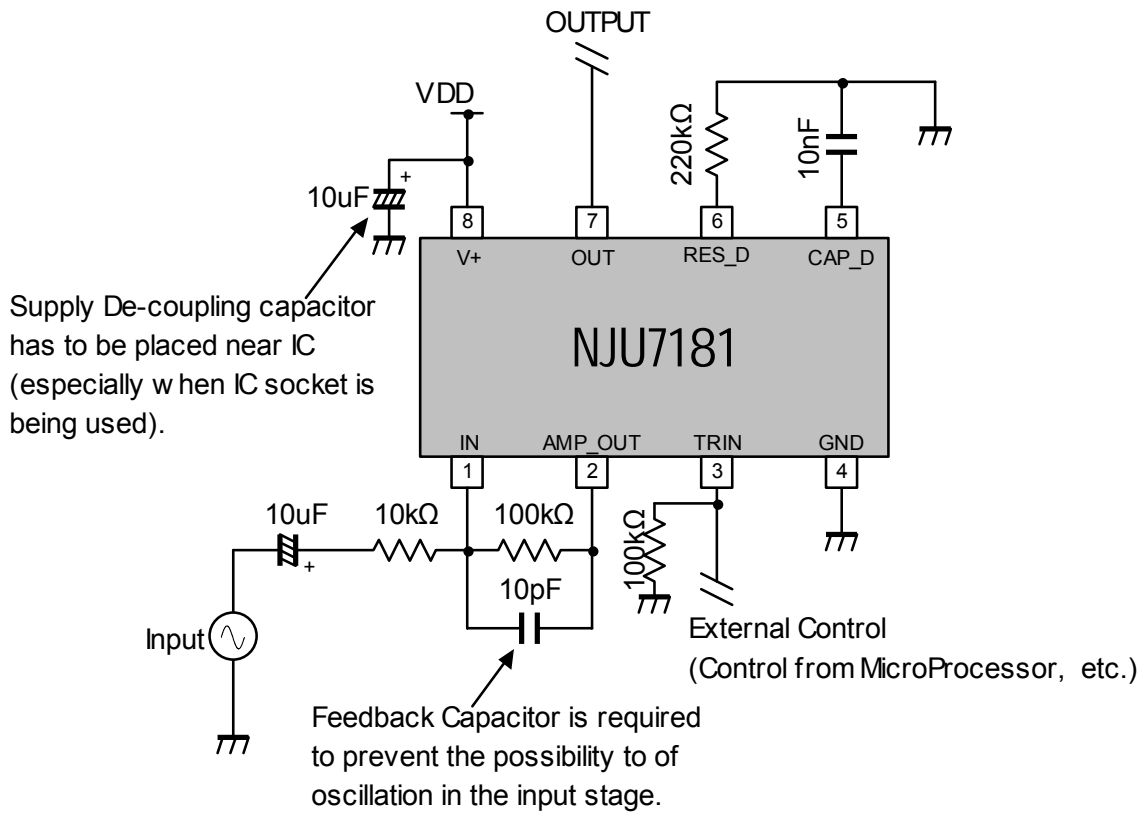 OUTPUT
VDD
220kΩ
10nF
10uF
+
8
7
6
5
V+
OUT
RES_D
CAP_D
Supply De-coupling capacitor
has to be placed near IC
(especially when IC socket is
being used).
NJU7181
IN
AMP_OUT
TRIN
GND
1
2
3
4
10uF
+
10kΩ
100kΩ
100kΩ
10pF
Input
External Control
(Control from MicroProcessor, etc.)
Feedback Capacitor is required
to prevent the possibility to of
oscillation in the input stage.